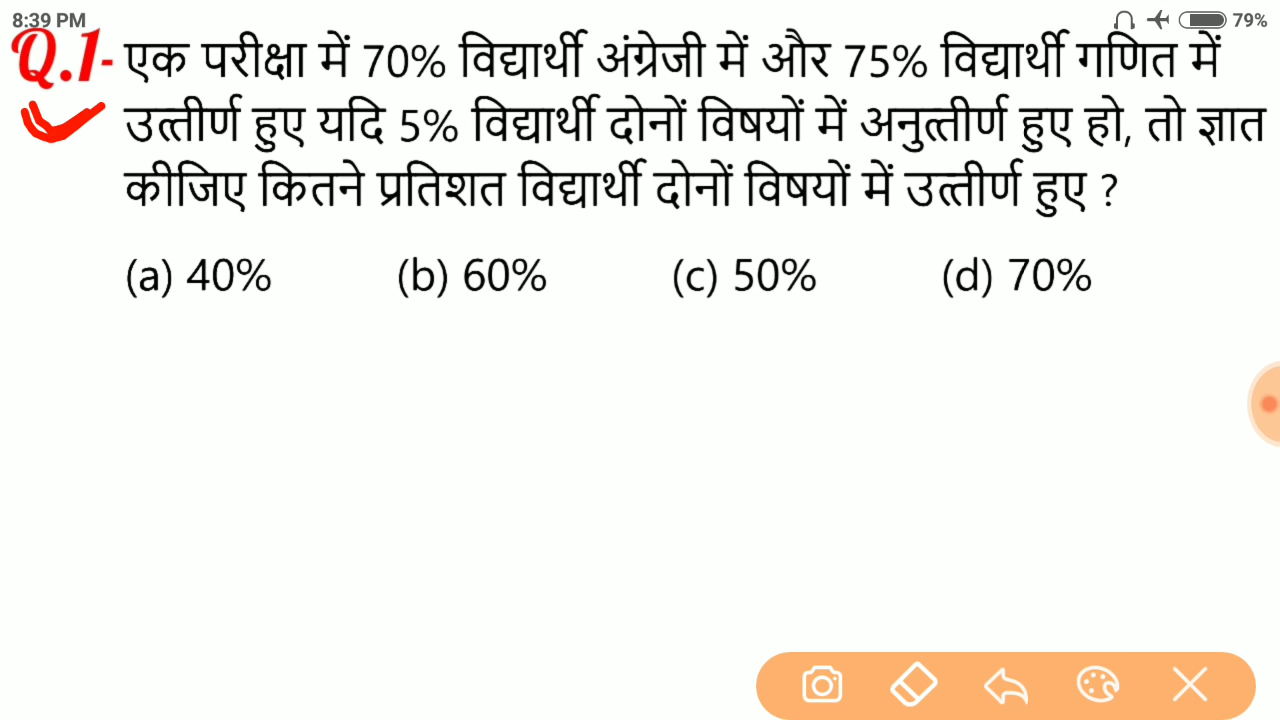 8:39 PM 79%
Q.1- एक परीक्षा में 70% विद्यार्थी अंग्रेजी में और 75% विद्यार्थी गणित में
उत्तीर्ण हुए यदि 5% विद्यार्थी दोनों विषयों में अनुत्तीर्ण हुए हो, तो ज्ञात
कीजिए कितने प्रतिशत विद्यार्थी दोनों विषयों में उत्तीर्ण हुए ?
(a) 40% (b) 60% (c) 50% (d) 70%